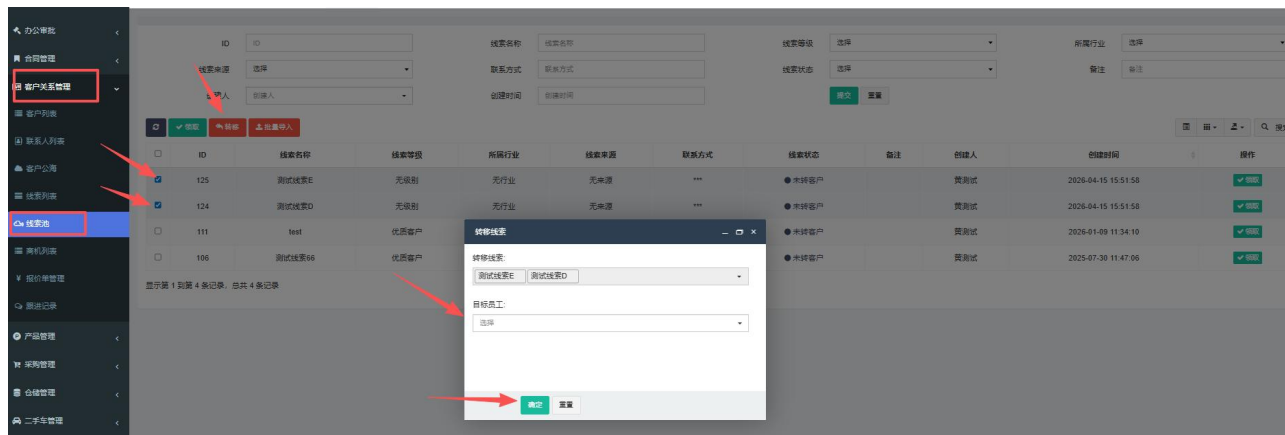 办公审批
合同管理
客户关系管理
客户列表
联系人列表
客户公海
线索列表
线索池
商机列表
¥ 报价单管理
跟进记录
产品管理
采购管理
仓储管理
二手车管理
ID ID 线索名称 线索名称 线索等级 选择 所属行业 选择
线索来源 选择 联系方式 联系方式 线索状态 选择 备注 备注
创建人 创建时间 创建时间 提交 重置
领取 转移 批量导入
ID 线索名称 线索等级 所属行业 线索来源 联系方式 线索状态 备注 创建人 创建时间 操作
125 测试线索E 无级别 无行业 无来源 *** 未转客户 黄测试 2026-04-15 15:51:58 领取
124 测试线索D 无级别 无行业 无来源 *** 未转客户 黄测试 2026-04-15 15:51:58 领取
111 test 优质客户 未转客户 黄测试 2026-01-09 11:34:10 领取
106 测试线索66 优质客户 未转客户 黄测试 2025-07-30 11:47:06 领取
显示第 1 到第 4 条记录，总共 4 条记录
转移线索
转移线索:
测试线索E 测试线索D
目标员工:
选择
确定 重置